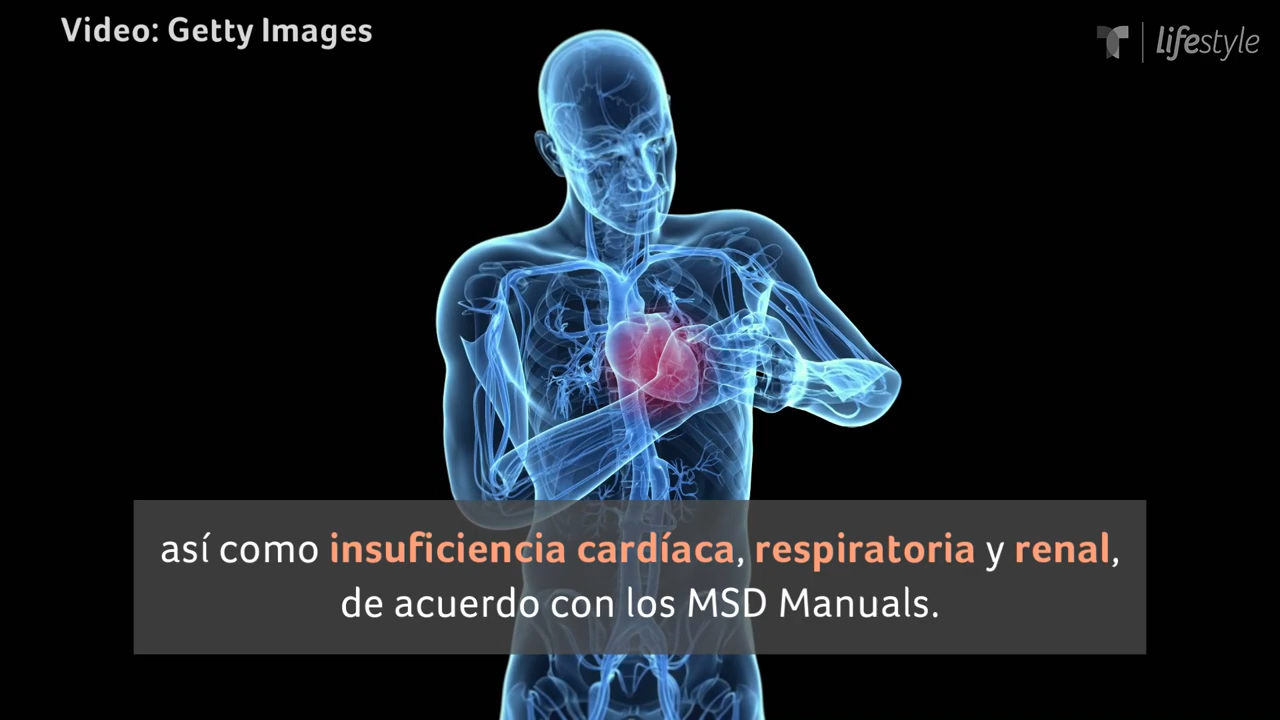 Video: Getty Images
lifestyle
así como insuficiencia cardíaca, respiratoria y renal,
de acuerdo con los MSD Manuals.